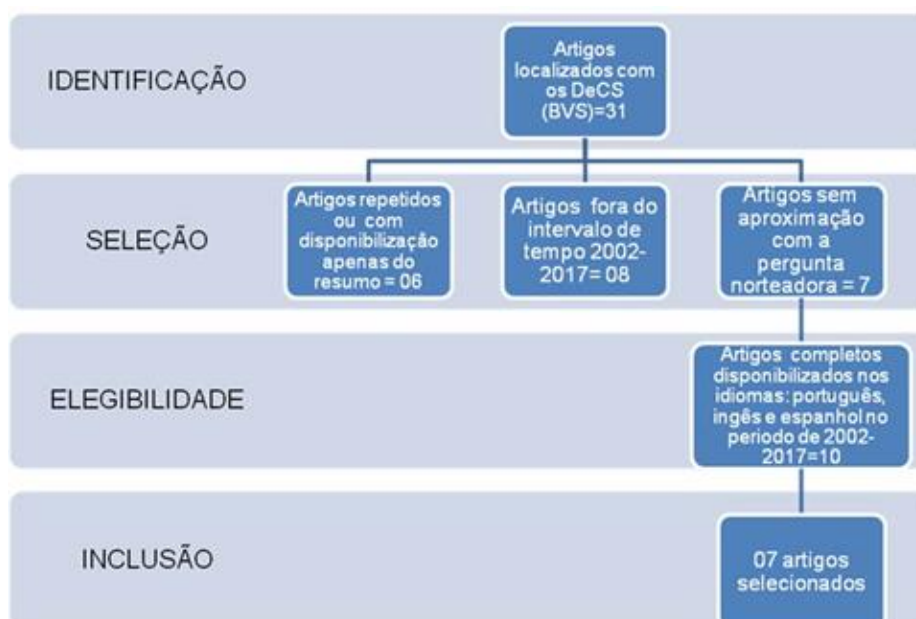 IDENTIFICAÇÃO
Artigos
localizados com
os DeCS
(BVS)=31
SELEÇÃO
Artigos repetidos
ou com
disponibilização
apenas do
resumo = 06
Artigos fora do
intervalo de
tempo 2002-
2017= 08
Artigos sem
aproximação
com a
pergunta
norteadora = 7
ELEGIBILIDADE
Artigos completos
disponibilizados nos
idiomas: português,
ingês e espanhol no
periodo de 2002-
2017=10
INCLUSÃO
07 artigos
selecionados